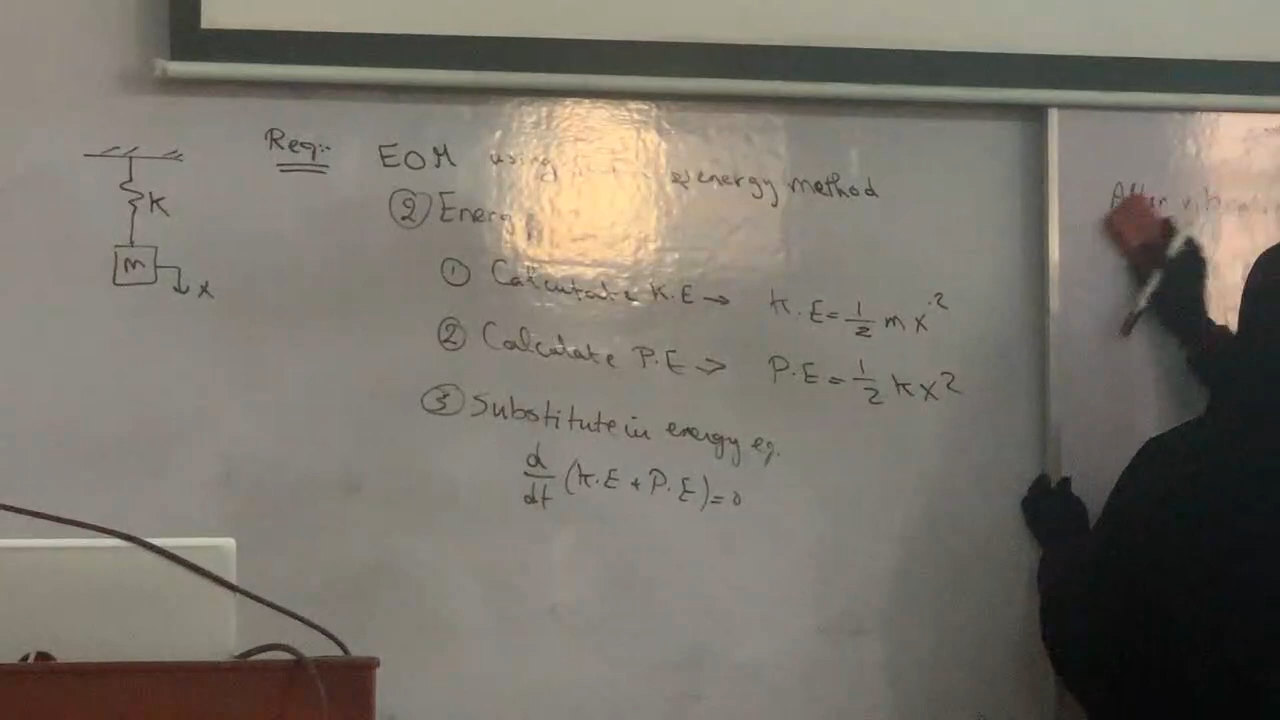 Req:-
EOM using energy method
② Energy
① Calculate K.E → K.E = 1/2 m ẋ²
② Calculate P.E ⇒ P.E = 1/2 k x²
③ Substitute in energy eq.
d/dt (K.E + P.E) = 0
K
m
x
After